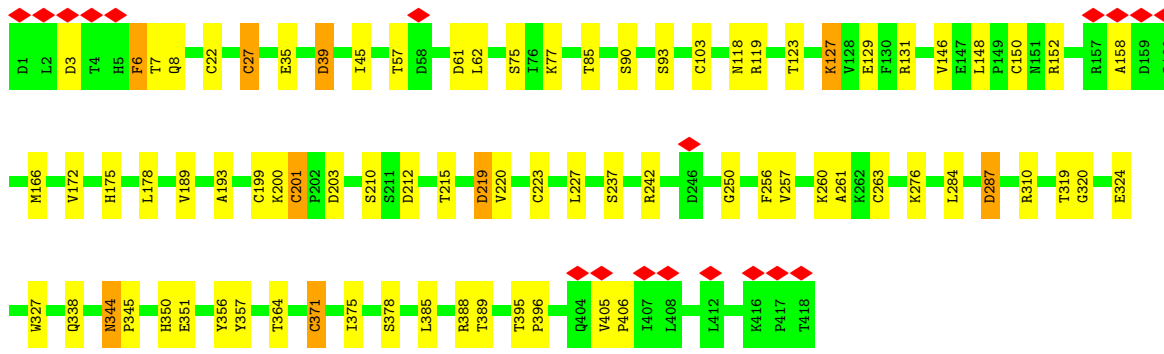 D1 L2 D3 T4 H5 F6 T7 Q8 C22 C27 E35 D39 I45 T57 D58 D61 L62 S75 I76 K77 T85 S90 S93 C103 N118 R119 T123 K127 V128 E129 F130 R131 V146 E147 L148 P149 C150 N151 R152 R157 A158 D159
M166 V172 H175 L178 V189 A193 C199 K200 C201 P202 D203 S210 S211 D212 T215 D219 V220 C223 L227 S237 R242 D246 G250 F256 V257 K260 A261 K262 C263 K276 L284 D287 R310 T319 G320 E324
W327 Q338 N344 P345 H350 E351 Y356 Y357 T364 C371 I375 S378 L385 R388 T389 T395 P396 Q404 V405 P406 I407 L408 L412 K416 P417 T418